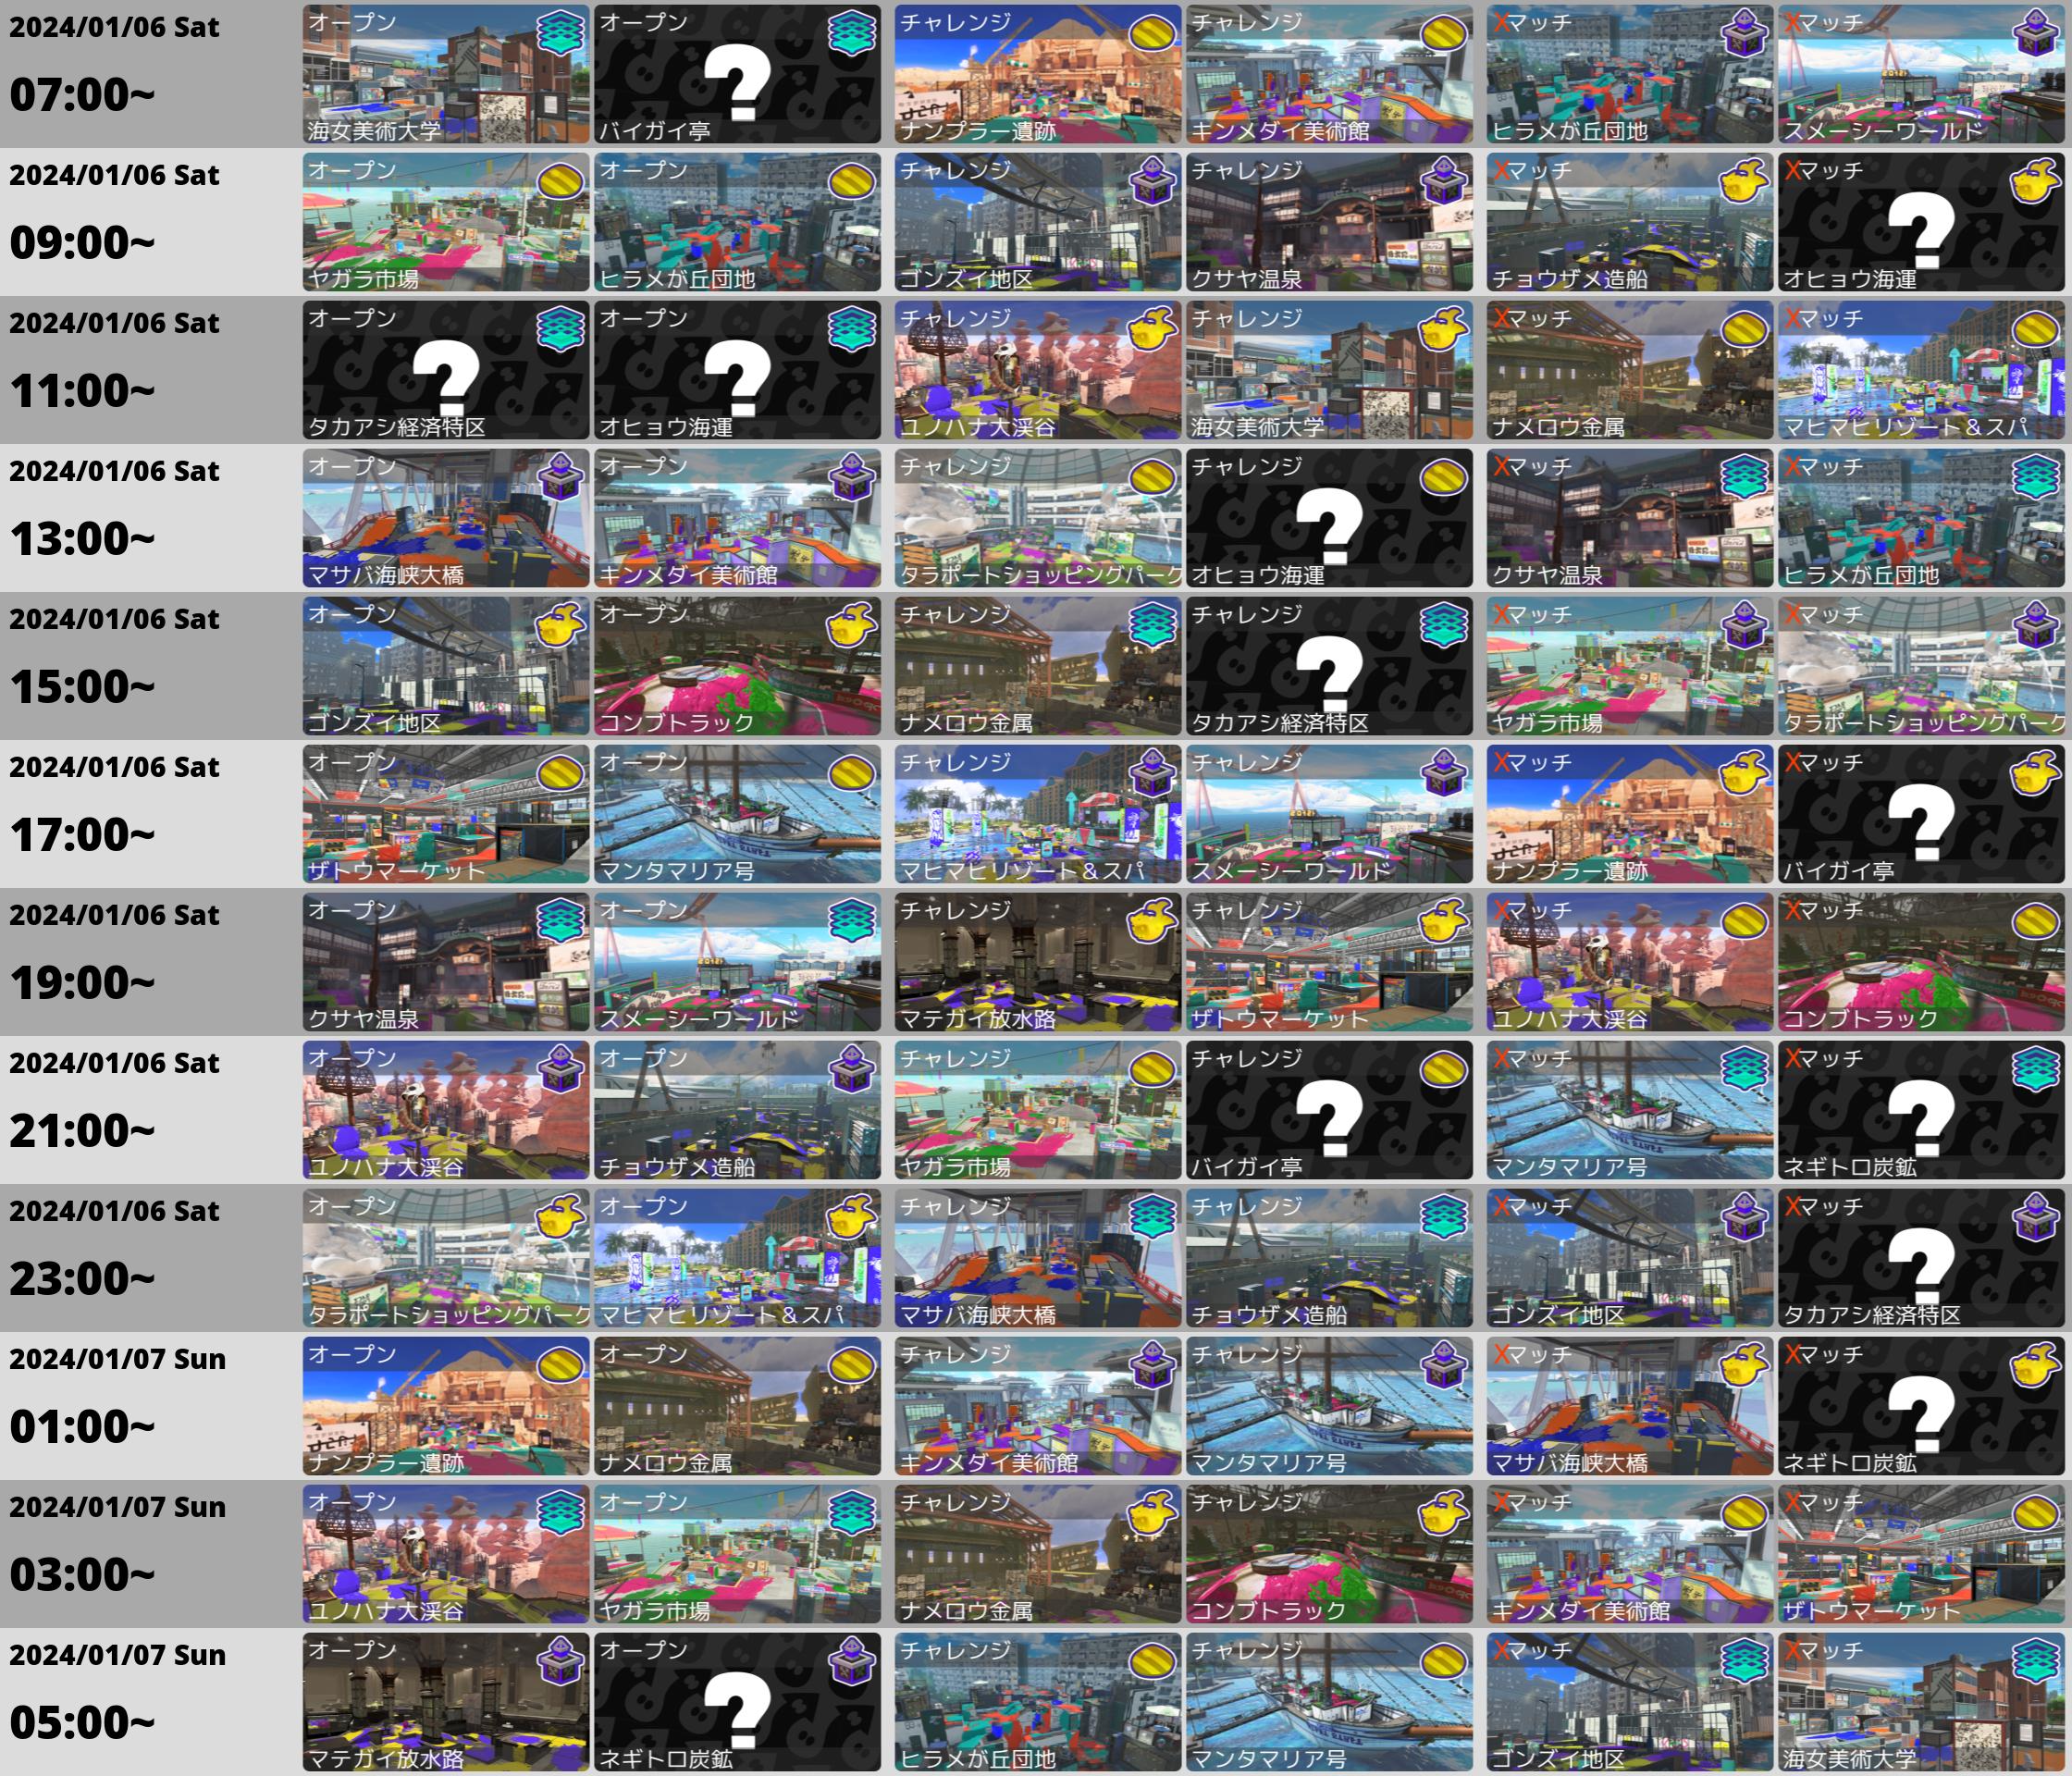 2024/01/06 Sat
07:00~
オープン
海女美術大学
オープン
バイガイ亭
チャレンジ
ナンプラー遺跡
チャレンジ
キンメダイ美術館
Xマッチ
ヒラメが丘団地
Xマッチ
スメーシーワールド
2024/01/06 Sat
09:00~
オープン
ヤガラ市場
オープン
ヒラメが丘団地
チャレンジ
ゴンズイ地区
チャレンジ
クサヤ温泉
Xマッチ
チョウザメ造船
Xマッチ
オヒョウ海運
2024/01/06 Sat
11:00~
オープン
タカアシ経済特区
オープン
オヒョウ海運
チャレンジ
ユノハナ大渓谷
チャレンジ
海女美術大学
Xマッチ
ナメロウ金属
Xマッチ
マヒマヒリゾート＆スパ
2024/01/06 Sat
13:00~
オープン
マサバ海峡大橋
オープン
キンメダイ美術館
チャレンジ
タラポートショッピングパーク
チャレンジ
オヒョウ海運
Xマッチ
クサヤ温泉
Xマッチ
ヒラメが丘団地
2024/01/06 Sat
15:00~
オープン
ゴンズイ地区
オープン
コンブトラック
チャレンジ
ナメロウ金属
チャレンジ
タカアシ経済特区
Xマッチ
ヤガラ市場
Xマッチ
タラポートショッピングパーク
2024/01/06 Sat
17:00~
オープン
ザトウマーケット
オープン
マンタマリア号
チャレンジ
マヒマヒリゾート＆スパ
チャレンジ
スメーシーワールド
Xマッチ
ナンプラー遺跡
Xマッチ
バイガイ亭
2024/01/06 Sat
19:00~
オープン
クサヤ温泉
オープン
スメーシーワールド
チャレンジ
マテガイ放水路
チャレンジ
ザトウマーケット
Xマッチ
ユノハナ大渓谷
Xマッチ
コンブトラック
2024/01/06 Sat
21:00~
オープン
ユノハナ大渓谷
オープン
チョウザメ造船
チャレンジ
ヤガラ市場
チャレンジ
バイガイ亭
Xマッチ
マンタマリア号
Xマッチ
ネギトロ炭鉱
2024/01/06 Sat
23:00~
オープン
タラポートショッピングパーク
オープン
マヒマヒリゾート＆スパ
チャレンジ
マサバ海峡大橋
チャレンジ
チョウザメ造船
Xマッチ
ゴンズイ地区
Xマッチ
タカアシ経済特区
2024/01/07 Sun
01:00~
オープン
ナンプラー遺跡
オープン
ナメロウ金属
チャレンジ
キンメダイ美術館
チャレンジ
マンタマリア号
Xマッチ
マサバ海峡大橋
Xマッチ
ネギトロ炭鉱
2024/01/07 Sun
03:00~
オープン
ユノハナ大渓谷
オープン
ヤガラ市場
チャレンジ
ナメロウ金属
チャレンジ
コンブトラック
Xマッチ
キンメダイ美術館
Xマッチ
ザトウマーケット
2024/01/07 Sun
05:00~
オープン
マテガイ放水路
オープン
ネギトロ炭鉱
チャレンジ
ヒラメが丘団地
チャレンジ
マンタマリア号
Xマッチ
ゴンズイ地区
Xマッチ
海女美術大学